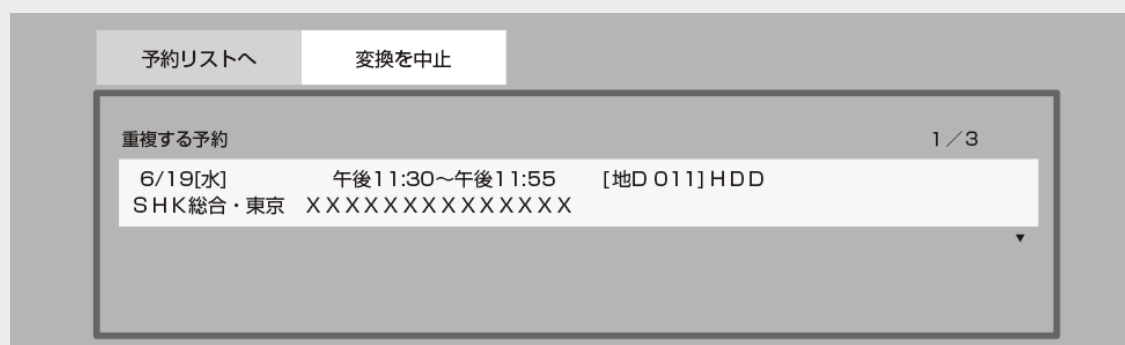 予約リストへ 変換を中止
重複する予約 1／3
6/19[水] 午後11:30～午後11:55 [地D 011] HDD
SHK総合・東京 XXXXXXXXXXXXXX
▼